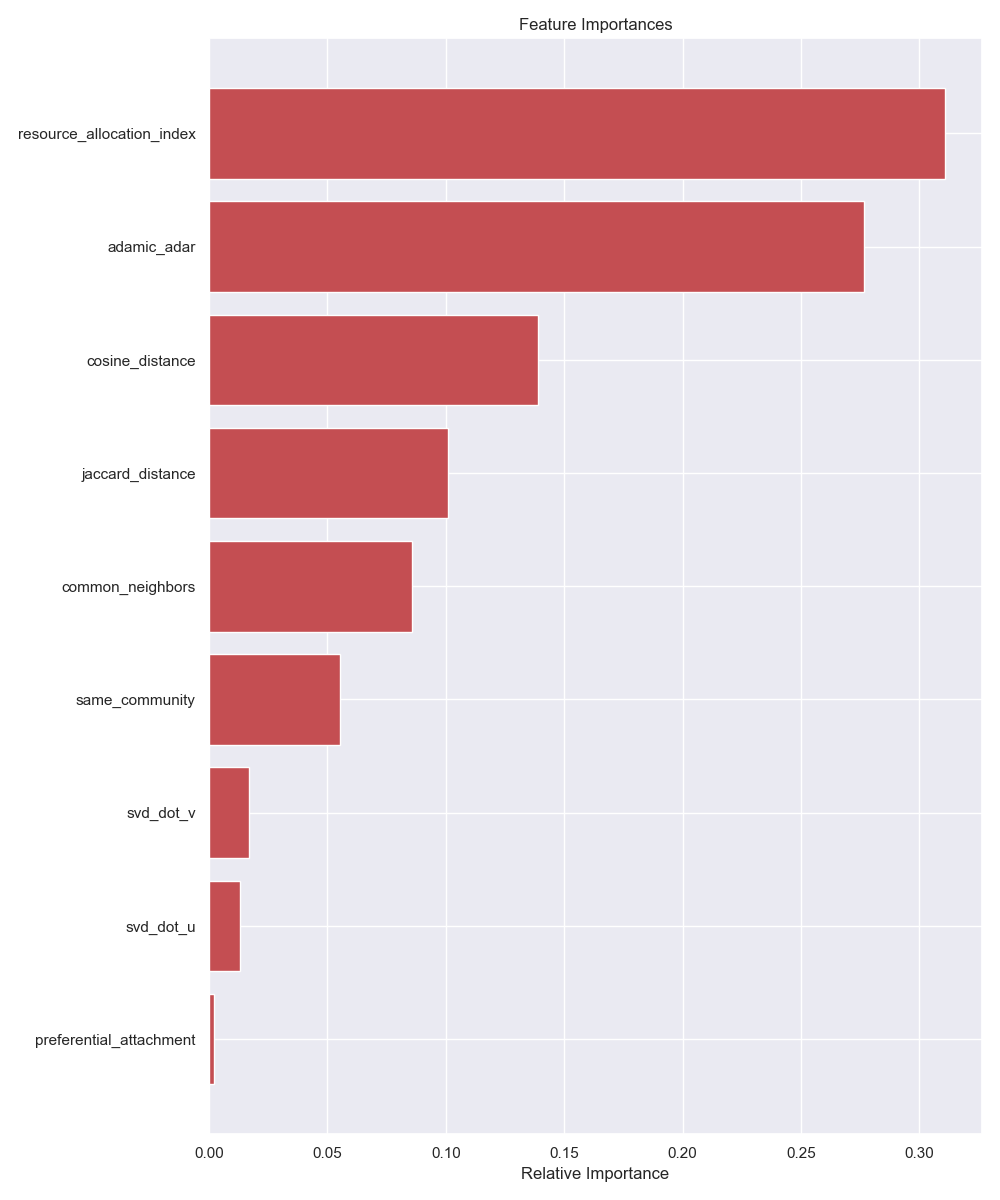 Feature Importances
resource_allocation_index
adamic_adar
cosine_distance
jaccard_distance
common_neighbors
same_community
svd_dot_v
svd_dot_u
preferential_attachment
0.00 0.05 0.10 0.15 0.20 0.25 0.30
Relative Importance